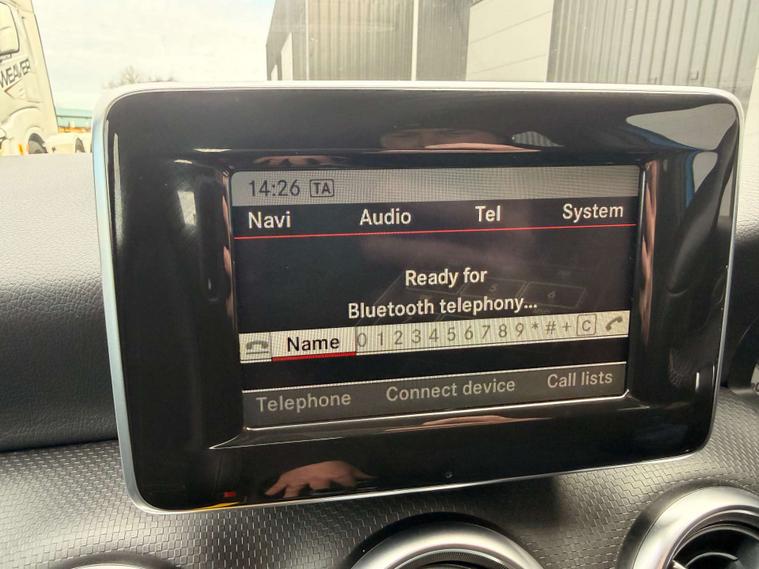 WEAVER
14:26 TA
Navi Audio Tel System
Ready for
Bluetooth telephony...
Name 0 1 2 3 4 5 6 7 8 9 * # + C
Telephone Connect device Call lists